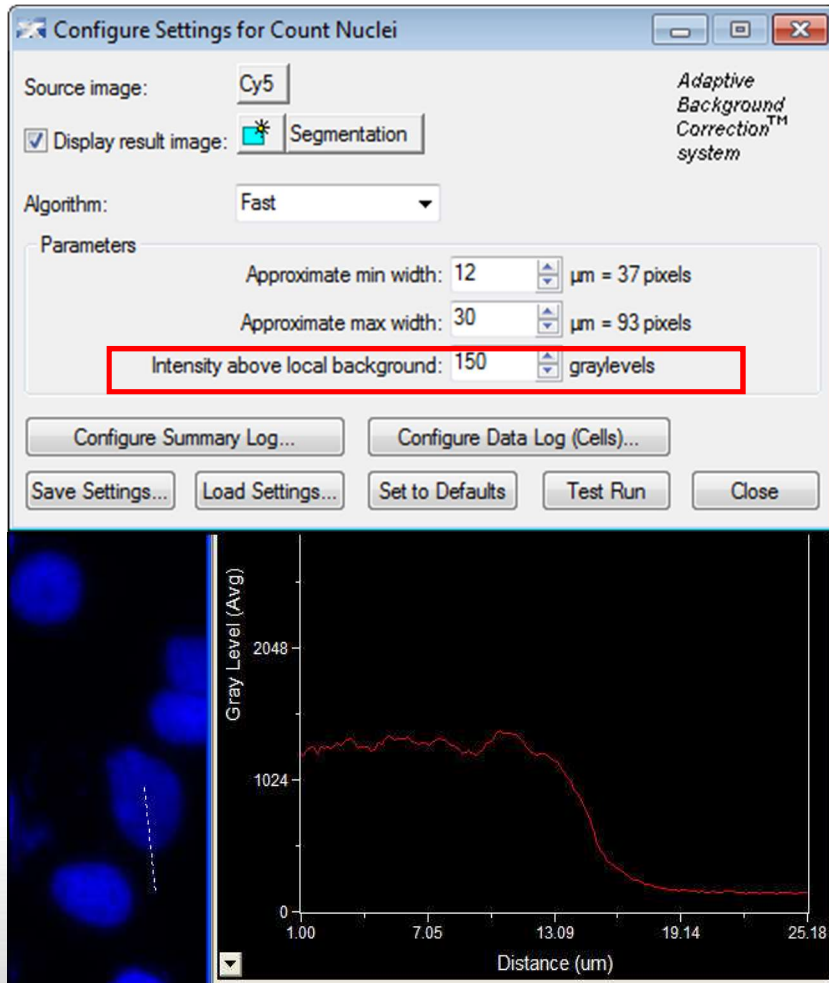 Configure Settings for Count Nuclei
Source image: Cy5
Adaptive
Background
Correction™
system
Display result image: Segmentation
Algorithm: Fast
Parameters
Approximate min width: 12 µm = 37 pixels
Approximate max width: 30 µm = 93 pixels
Intensity above local background: 150 graylevels
Configure Summary Log... Configure Data Log (Cells)...
Save Settings... Load Settings... Set to Defaults Test Run Close
Gray Level (Avg)
2048
1024
0
1.00 7.05 13.09 19.14 25.18
Distance (um)